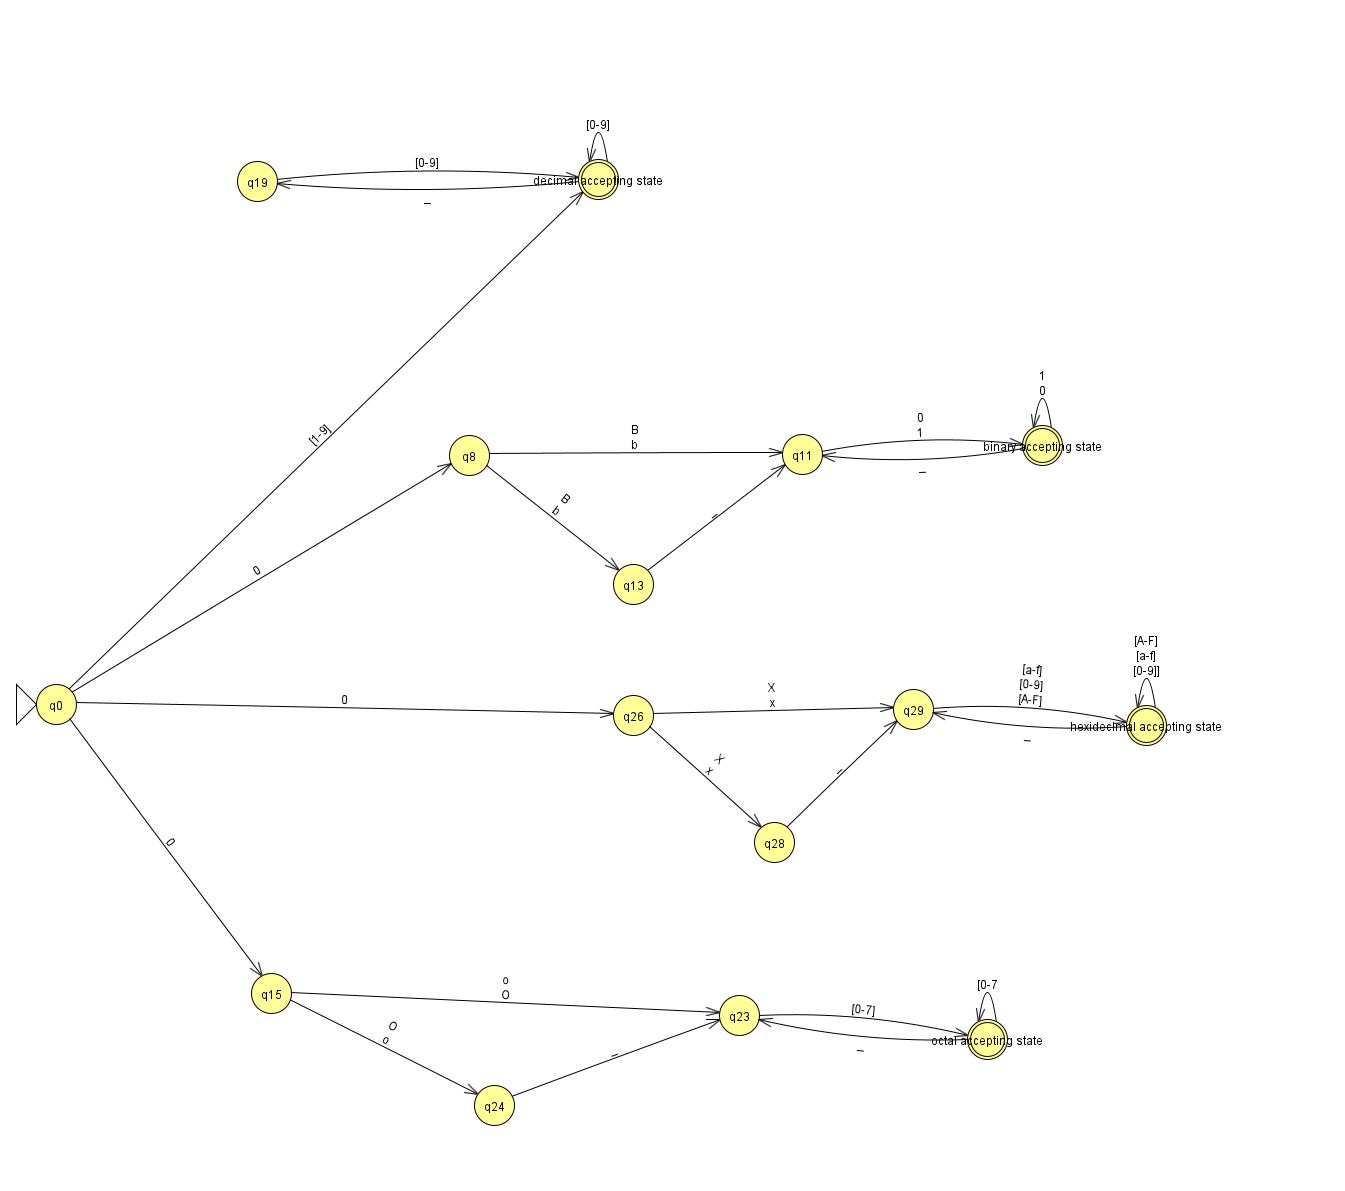 [0-9]
[0-9]
q19
decimal accepting state
_
1
0
[1-9]
B
b
0
1
q8
q11
binary accepting state
_
B
b
_
0
q13
[A-F]
[a-f]
[0-9]]
[a-f]
[0-9]
[A-F]
X
x
0
q0
q26
q29
hexidecimal accepting state
_
X
x
_
0
q28
o
O
[0-7
q15
[0-7]
q23
octal accepting state
O
o
_
_
q24